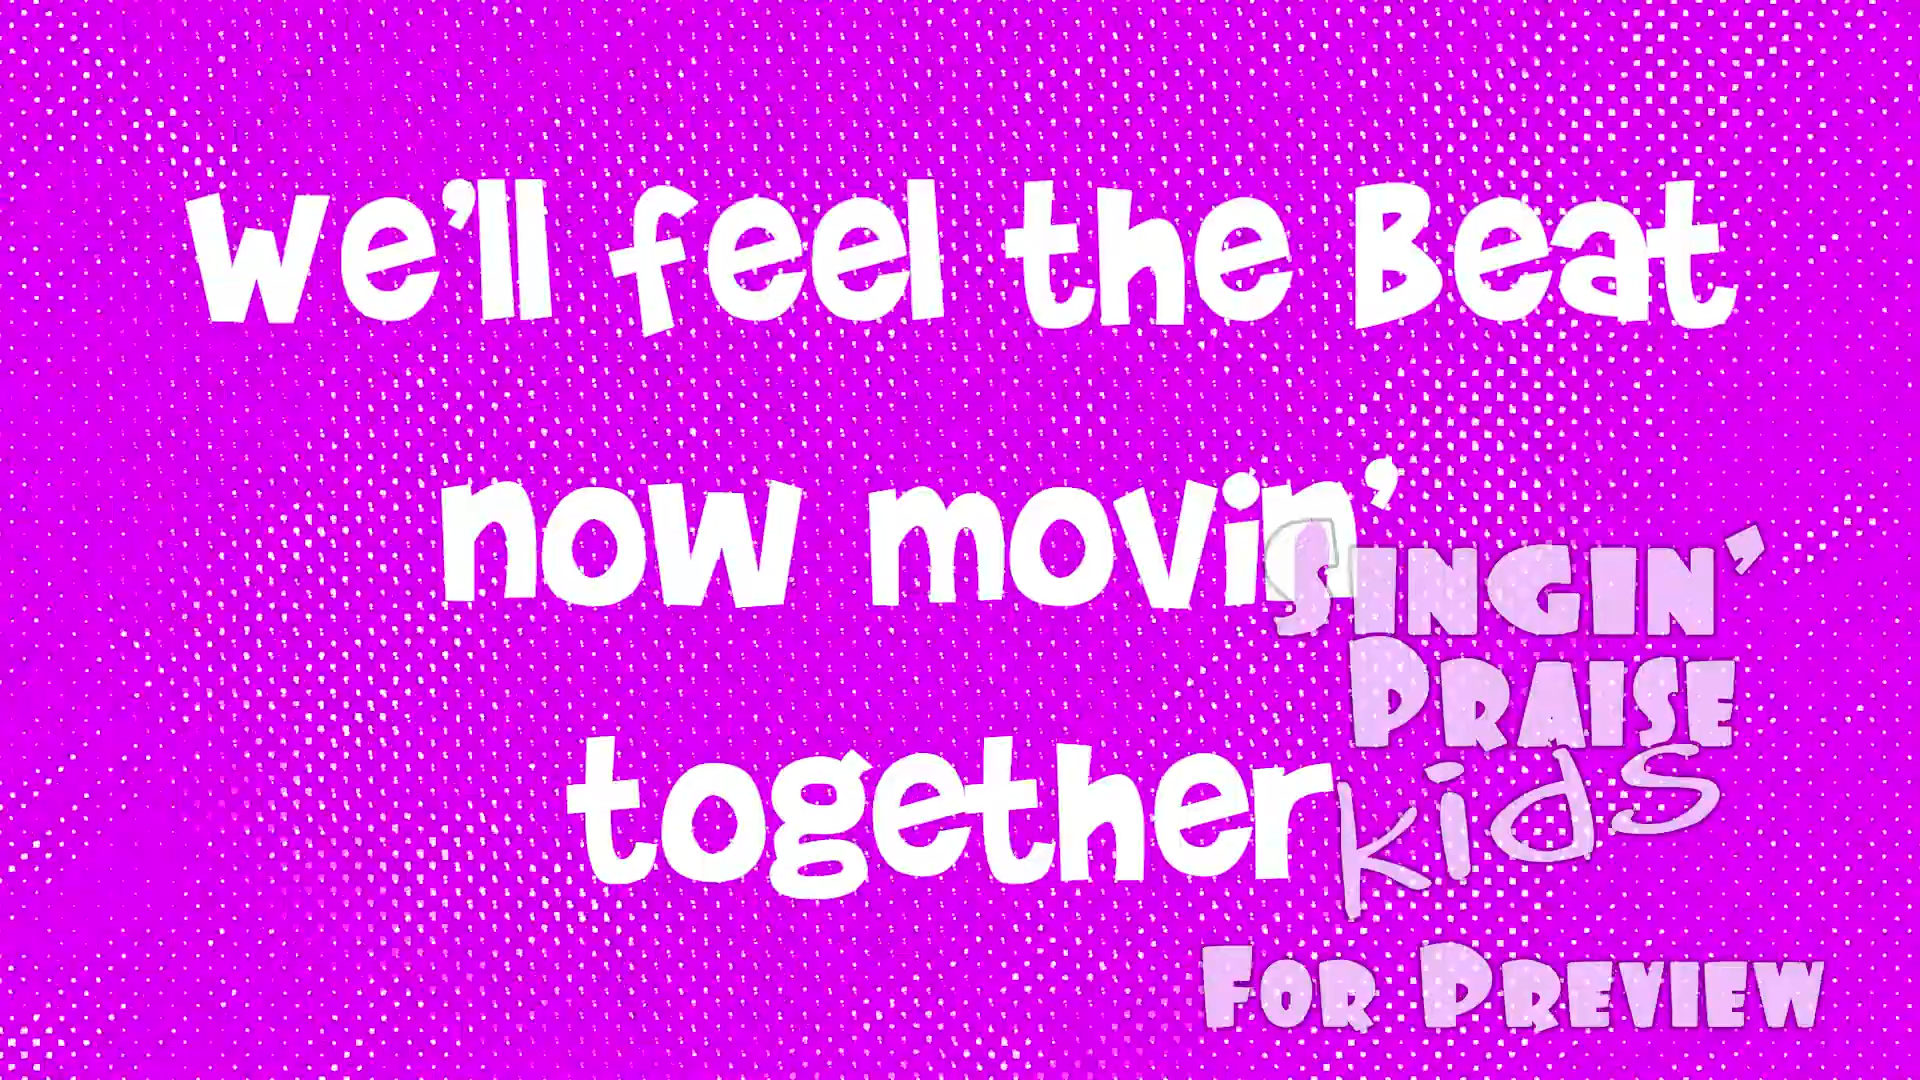 We'll feel the Beat
now movin'
together
Singin'
Praise
kids
For Preview